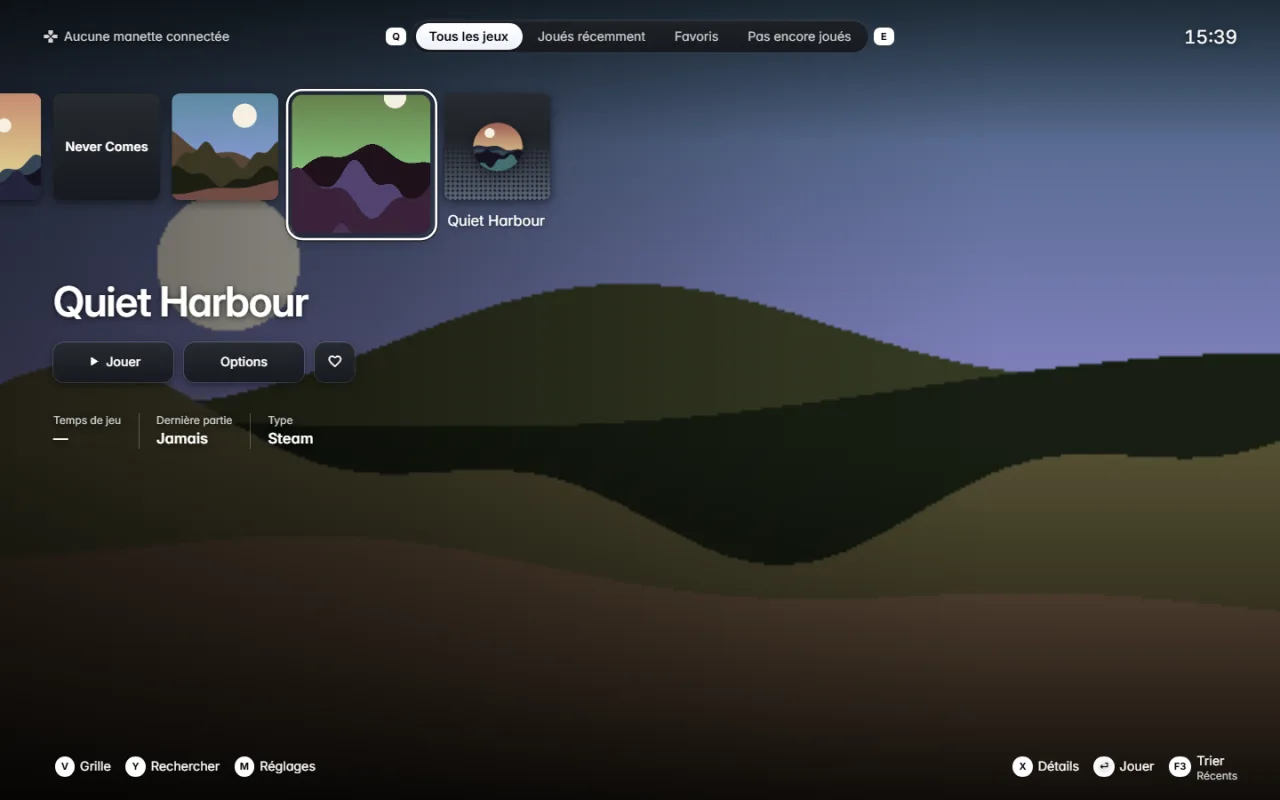 Aucune manette connectée
Q
Tous les jeux
Joués récemment
Favoris
Pas encore joués
E
15:39
Never Comes
Quiet Harbour
Quiet Harbour
Jouer
Options
Temps de jeu
—
Dernière partie
Jamais
Type
Steam
V Grille
Y Rechercher
M Réglages
X Détails
⏎ Jouer
F3 Trier
Récents